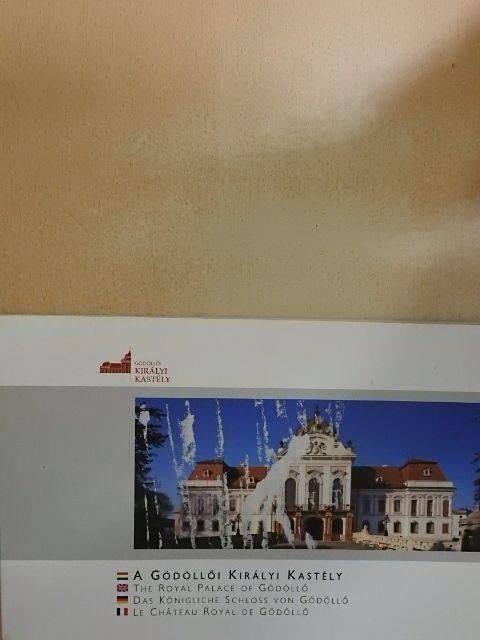 GÖDÖLLŐI
KIRÁLYI
KASTÉLY
A GÖDÖLLŐI KIRÁLYI KASTÉLY
THE ROYAL PALACE OF GÖDÖLLŐ
DAS KÖNIGLICHE SCHLOSS VON GÖDÖLLŐ
LE CHÂTEAU ROYAL DE GÖDÖLLŐ